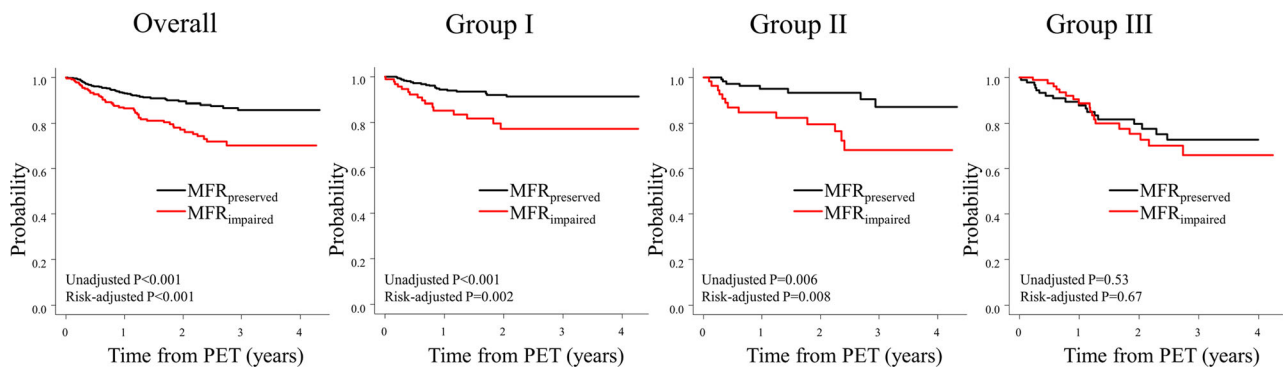 Overall
Probability
1.0
0.8
0.6
0.4
0.2
0.0
MFRpreserved
MFRimpaired
Unadjusted P<0.001
Risk-adjusted P<0.001
0 1 2 3 4
Time from PET (years)
Group I
Probability
1.0
0.8
0.6
0.4
0.2
0.0
MFRpreserved
MFRimpaired
Unadjusted P<0.001
Risk-adjusted P=0.002
0 1 2 3 4
Time from PET (years)
Group II
Probability
1.0
0.8
0.6
0.4
0.2
0.0
MFRpreserved
MFRimpaired
Unadjusted P=0.006
Risk-adjusted P=0.008
0 1 2 3 4
Time from PET (years)
Group III
Probability
1.0
0.8
0.6
0.4
0.2
0.0
MFRpreserved
MFRimpaired
Unadjusted P=0.53
Risk-adjusted P=0.67
0 1 2 3 4
Time from PET (years)